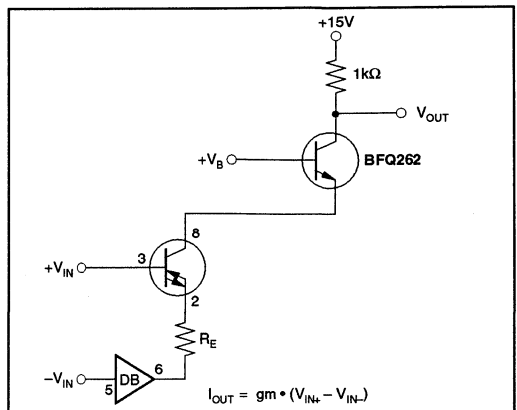 +15V
1kΩ
V_OUT
+V_B
BFQ262
8
3
+V_IN
2
R_E
6
−V_IN
5
DB
I_OUT = gm • (V_IN+ − V_IN−)